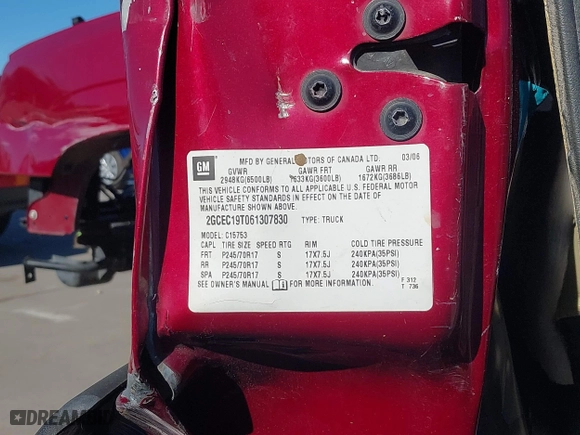 GM
MFD BY GENERAL MOTORS OF CANADA LTD. 03/06
GVWR GAWR FRT GAWR RR
2948KG(6500LB) 1633KG(3600LB) 1672KG(3686LB)
THIS VEHICLE CONFORMS TO ALL APPLICABLE U.S. FEDERAL MOTOR
VEHICLE SAFETY STANDARDS IN EFFECT ON THE DATE OF
MANUFACTURE SHOWN ABOVE.
2GCEC19T061307830 TYPE: TRUCK
MODEL: C15753
CAPL TIRE SIZE SPEED RTG RIM COLD TIRE PRESSURE
FRT P245/70R17 S 17X7.5J 240KPA(35PSI)
RR P245/70R17 S 17X7.5J 240KPA(35PSI)
SPA P245/70R17 S 17X7.5J 240KPA(35PSI)
SEE OWNER'S MANUAL FOR MORE INFORMATION. F 312
T 736